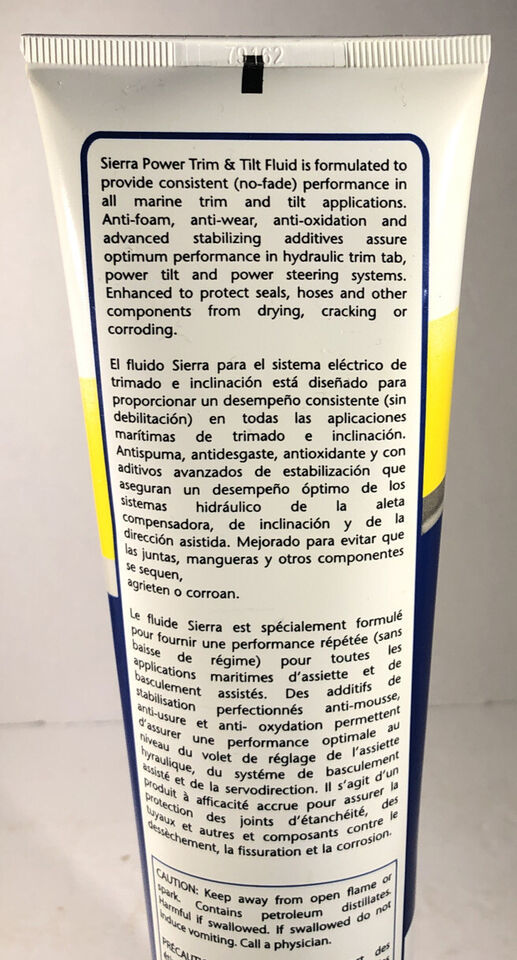 79162
Sierra Power Trim & Tilt Fluid is formulated to
provide consistent (no-fade) performance in
all marine trim and tilt applications.
Anti-foam, anti-wear, anti-oxidation and
advanced stabilizing additives assure
optimum performance in hydraulic trim tab,
power tilt and power steering systems.
Enhanced to protect seals, hoses and other
components from drying, cracking or
corroding.
El fluido Sierra para el sistema eléctrico de
trimado e inclinación está diseñado para
proporcionar un desempeño consistente (sin
debilitación) en todas las aplicaciones
marítimas de trimado e inclinación.
Antispuma, antidesgaste, antioxidante y con
aditivos avanzados de estabilización que
aseguran un desempeño óptimo de los
sistemas hidráulico de la aleta
compensadora, de inclinación y de la
dirección asistida. Mejorado para evitar que
las juntas, mangueras y otros componentes
se sequen,
agrieten o corroan.
Le fluide Sierra est spécialement formulé
pour fournir une performance répétée (sans
baisse de régime) pour toutes les
applications maritimes d'assiette et de
basculement assistés. Des additifs de
stabilisation perfectionnés anti-mousse,
anti-usure et anti- oxydation permettent
d'assurer une performance optimale au
niveau du volet de réglage de l'assiette
hyraulique, du systéme de basculement
assisté et de la servodirection. Il s'agit d'un
produit à afficacité accrue pour assurer la
protection des joints d'étanchéité, des
tuyaux et autres et composants contre le
dessèchement, la fissuration et la corrosion.
CAUTION: Keep away from open flame or
spark. Contains petroleum distillates.
Harmful if swallowed. If swallowed do not
induce vomiting. Call a physician.
des